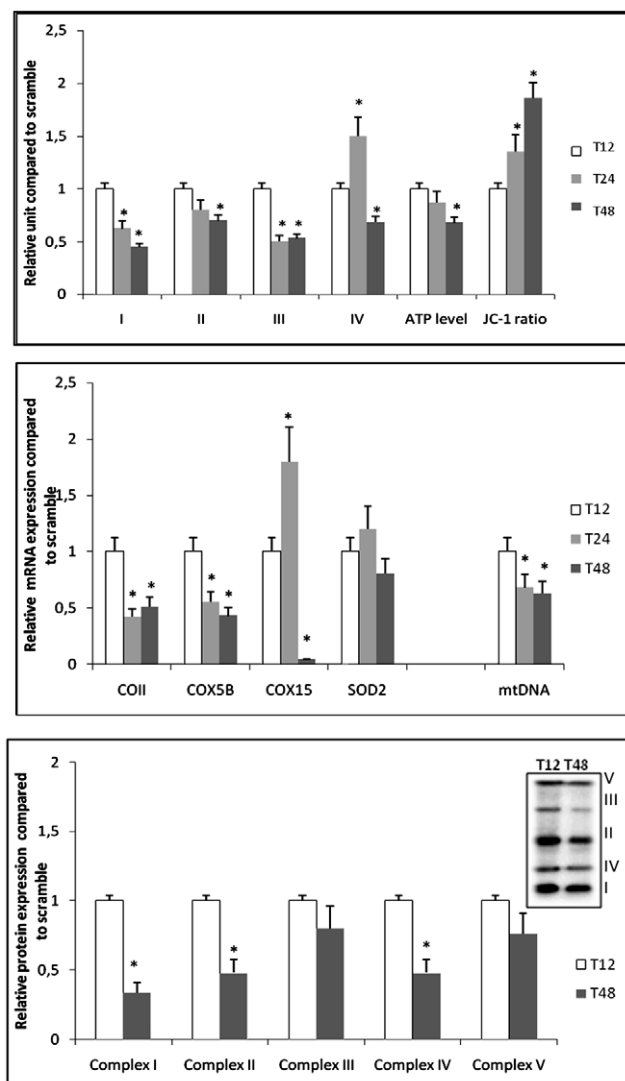 Relative unit compared to scramble
2,5
2
1,5
1
0,5
0
*
*
*
*
*
*
*
*
*
*
T12
T24
T48
I II III IV ATP level JC-1 ratio
Relative mRNA expression compared
to scramble
2,5
2
1,5
1
0,5
0
*
*
*
*
*
*
*
*
T12
T24
T48
COII COX5B COX15 SOD2 mtDNA
Relative protein expression compared
to scramble
2
1,5
1
0,5
0
*
*
*
T12 T48
V
III
II
IV
I
T12
T48
Complex I Complex II Complex III Complex IV Complex V